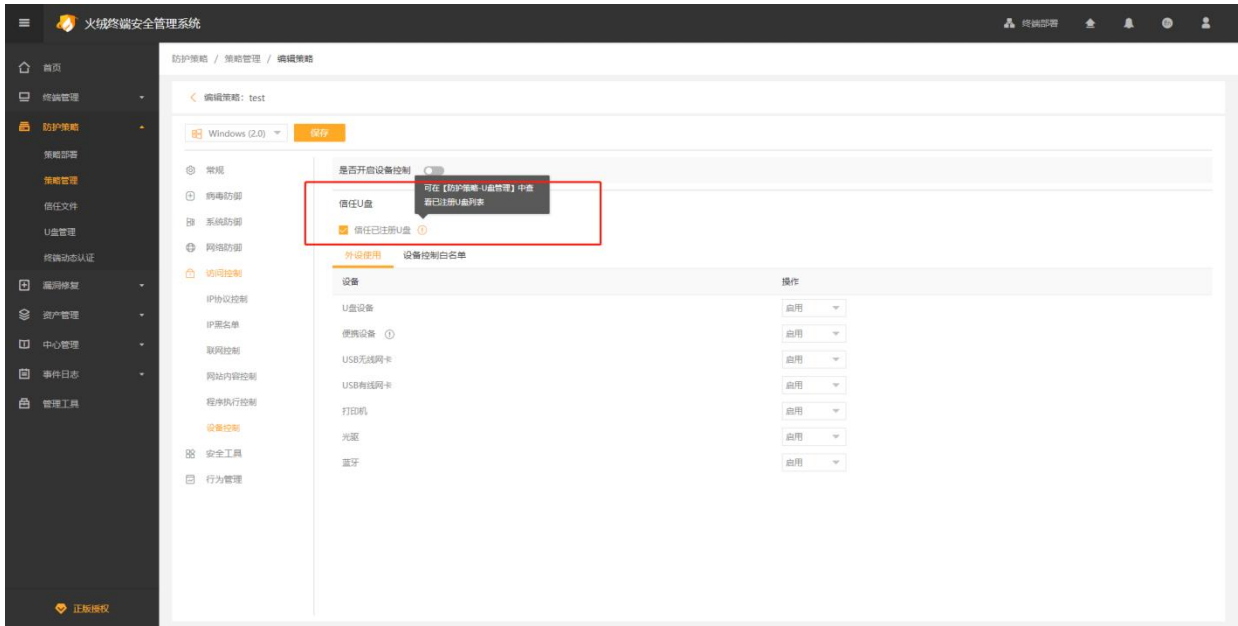 火绒终端安全管理系统
终端部署
首页
终端管理
防护策略
策略部署
策略管理
信任文件
U盘管理
终端动态认证
漏洞修复
资产管理
中心管理
事件日志
管理工具
正版授权
防护策略 / 策略管理 / 编辑策略
编辑策略：test
Windows (2.0)
保存
常规
病毒防御
系统防御
网络防御
访问控制
IP协议控制
IP黑名单
联网控制
网站内容控制
程序执行控制
设备控制
安全工具
行为管理
是否开启设备控制
可在【防护策略-U盘管理】中查
看已注册U盘列表
信任U盘
信任已注册U盘
外设使用 设备控制白名单
设备 操作
U盘设备 启用
便携设备 启用
USB无线网卡 启用
USB有线网卡 启用
打印机 启用
光驱 启用
蓝牙 启用